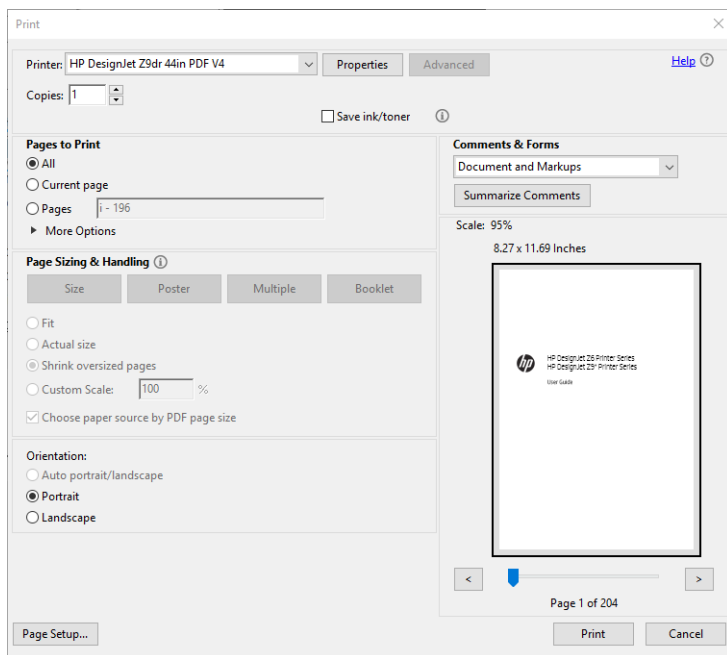 Print
Printer: HP DesignJet Z9dr 44in PDF V4 Properties Advanced Help
Copies: 1
Save ink/toner
Pages to Print
All
Current page
Pages i - 196
More Options
Page Sizing & Handling
Size Poster Multiple Booklet
Fit
Actual size
Shrink oversized pages
Custom Scale: 100 %
Choose paper source by PDF page size
Orientation:
Auto portrait/landscape
Portrait
Landscape
Comments & Forms
Document and Markups
Summarize Comments
Scale: 95%
8.27 x 11.69 Inches
hp
HP DesignJet Z6 Printer Series
HP DesignJet Z9⁺ Printer Series
User Guide
< >
Page 1 of 204
Page Setup... Print Cancel